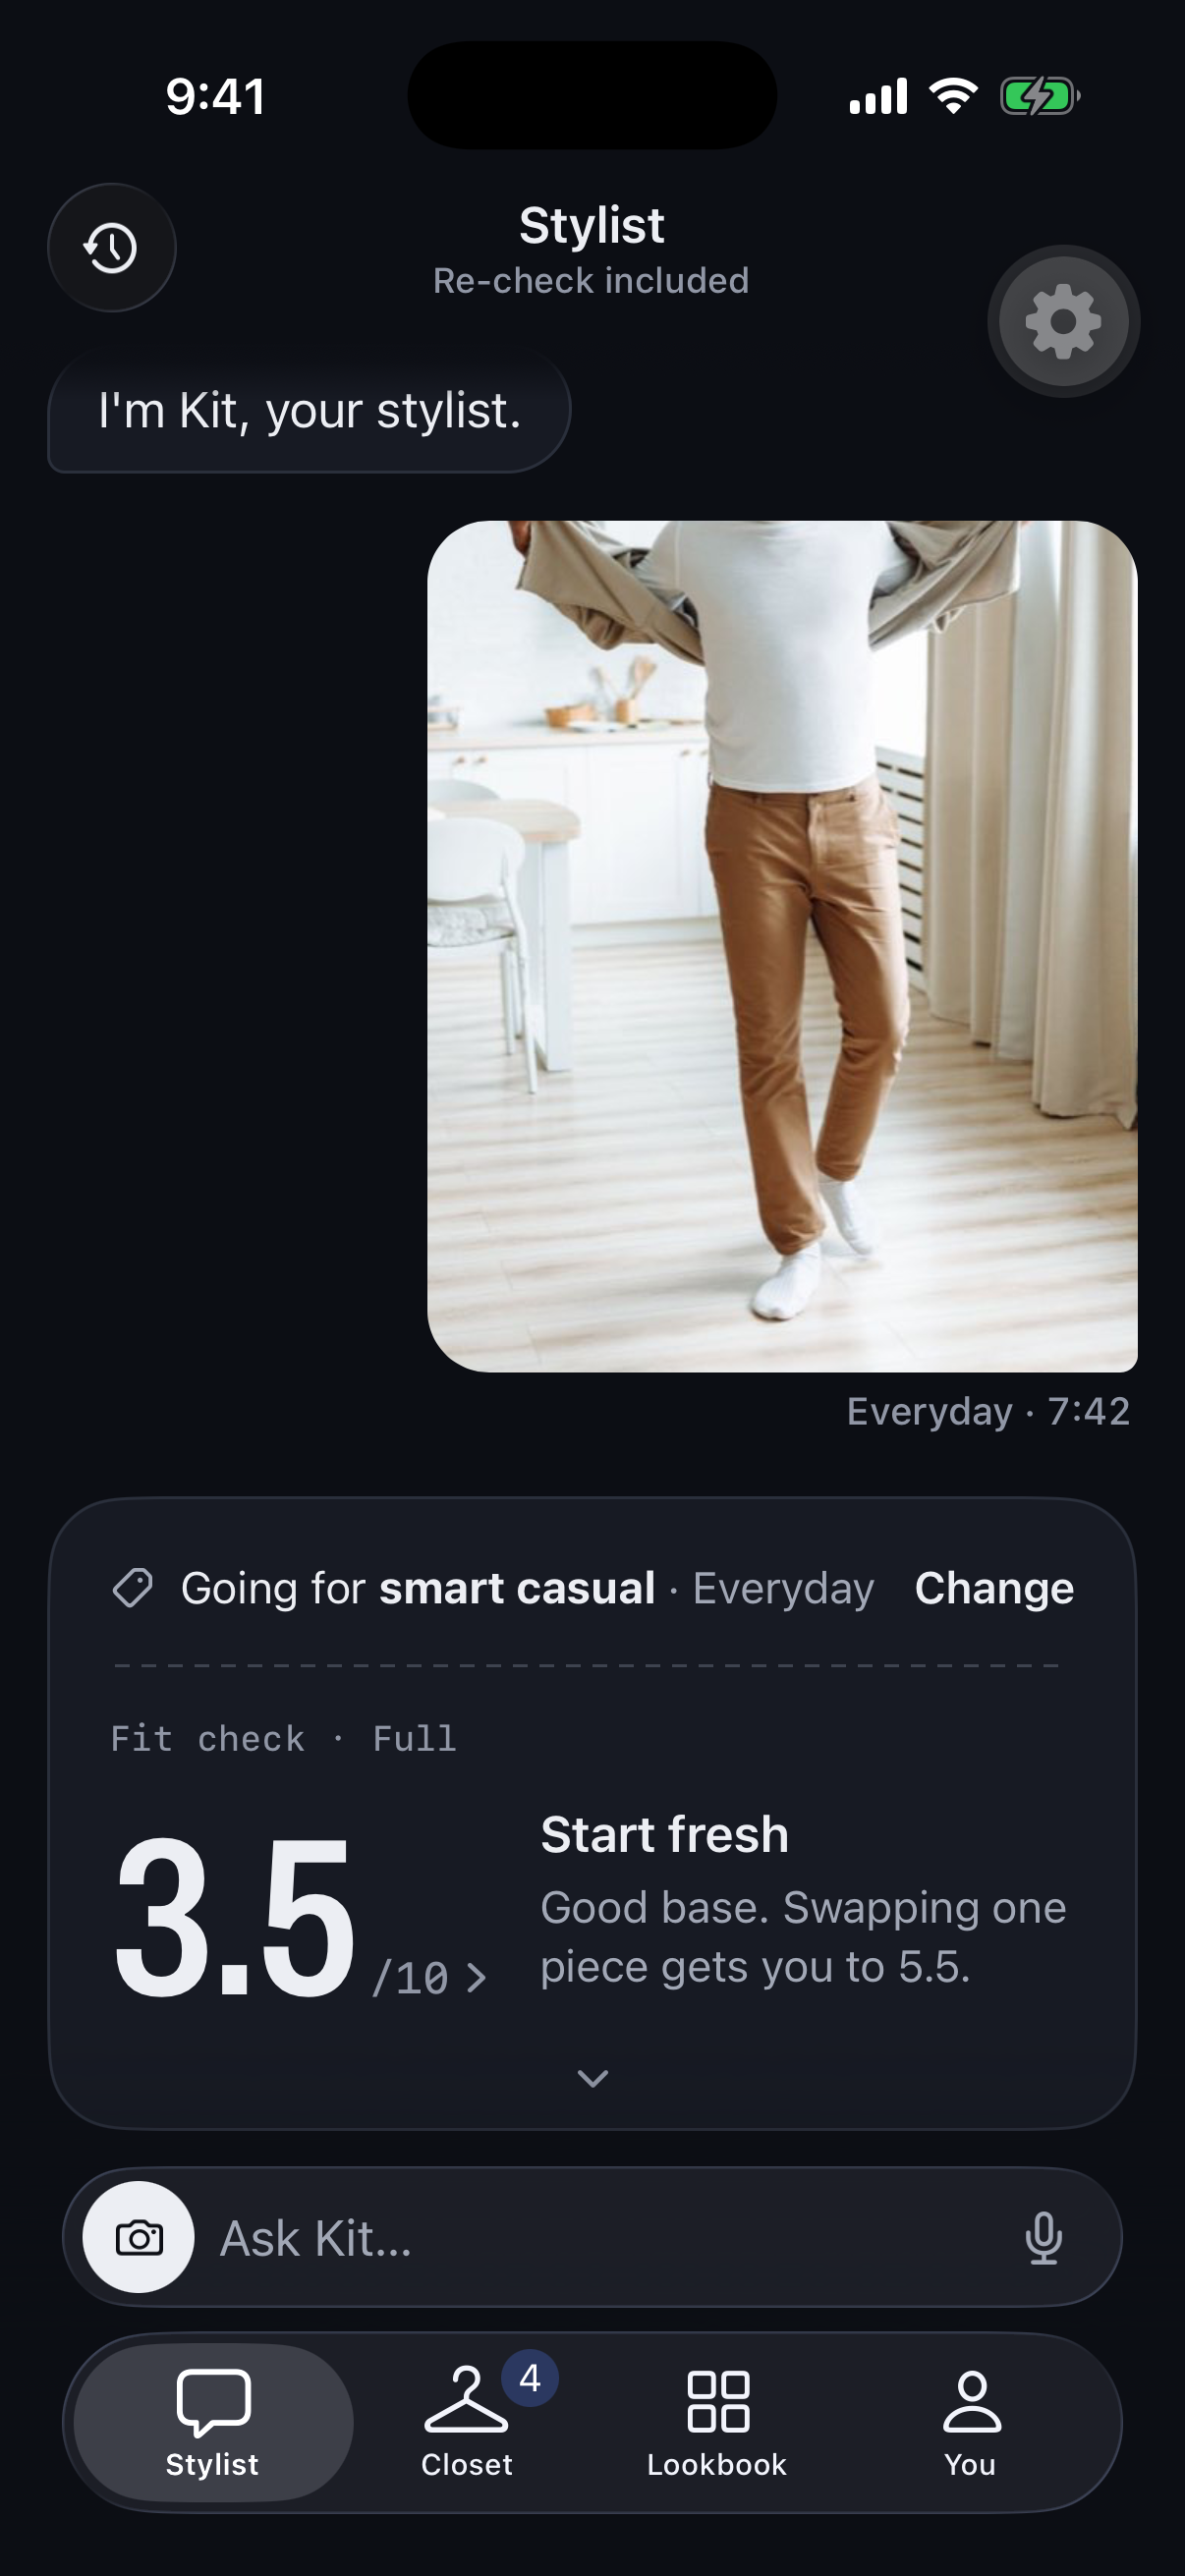 9:41
Stylist
Re-check included
I'm Kit, your stylist.
Everyday · 7:42
Going for smart casual · Everyday Change
Fit check · Full
3.5 /10
Start fresh
Good base. Swapping one
piece gets you to 5.5.
Ask Kit...
4
Stylist Closet Lookbook You